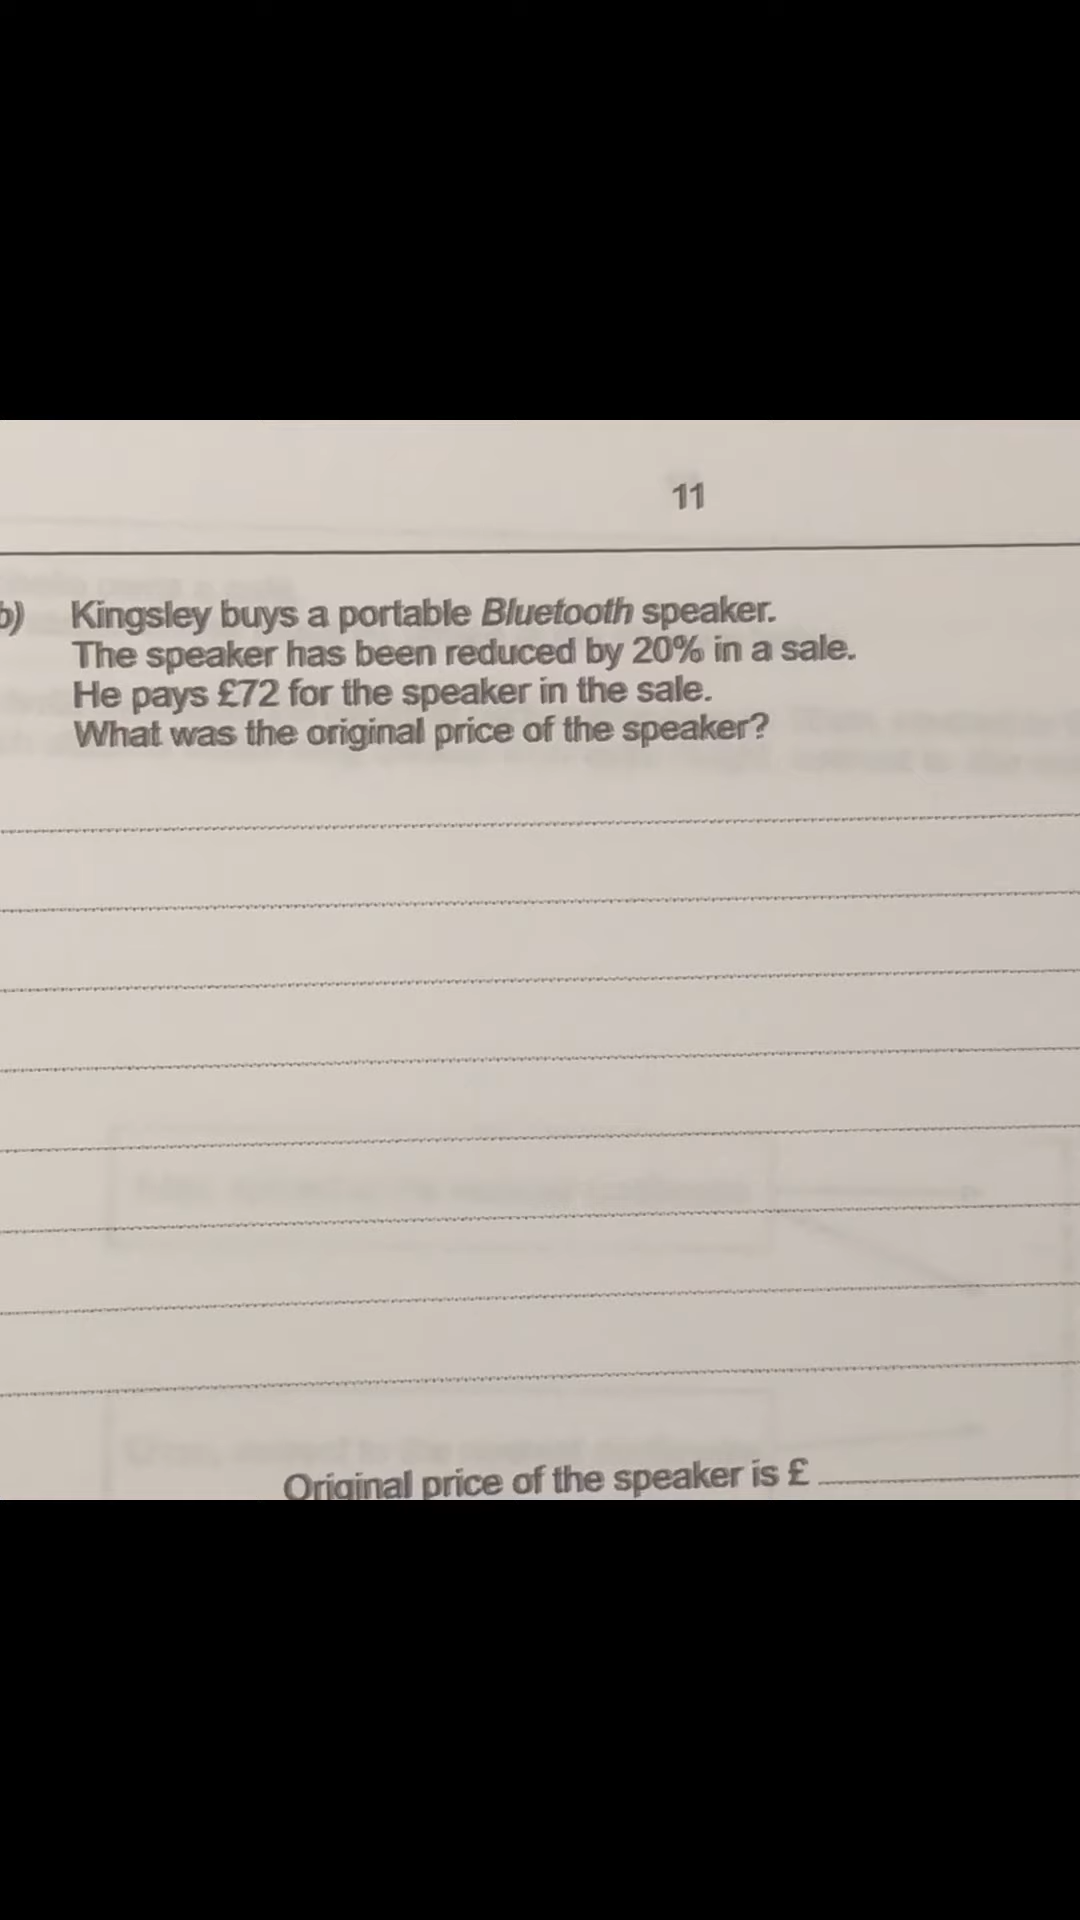 11
b) Kingsley buys a portable Bluetooth speaker.
The speaker has been reduced by 20% in a sale.
He pays £72 for the speaker in the sale.
What was the original price of the speaker?
Original price of the speaker is £